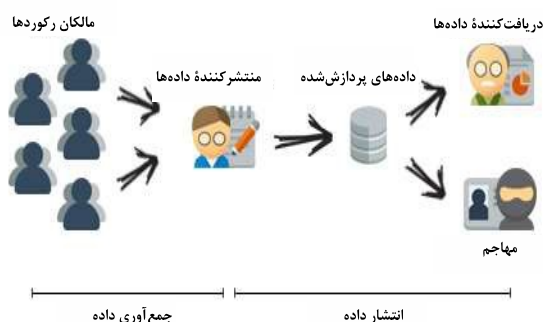 دریافت‌کنندهٔ داده‌ها
مالکان رکوردها
داده‌های پردازش‌شده
منتشرکنندهٔ داده‌ها
مهاجم
انتشار داده
جمع‌آوری داده